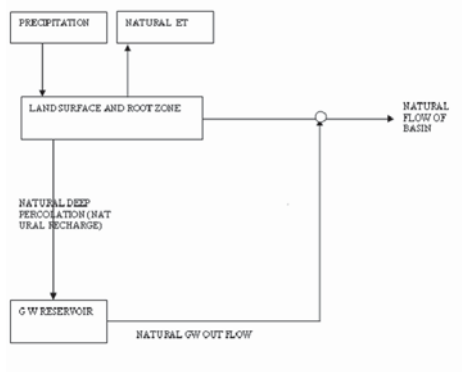 PRECIPITATION
NATURAL ET
LAND SURFACE AND ROOT ZONE
NATURAL
FLOW OF
BASIN
NATURAL DEEP
PERCOLATION (NAT
URAL RECHARGE)
G W RESERVOIR
NATURAL GW OUT FLOW